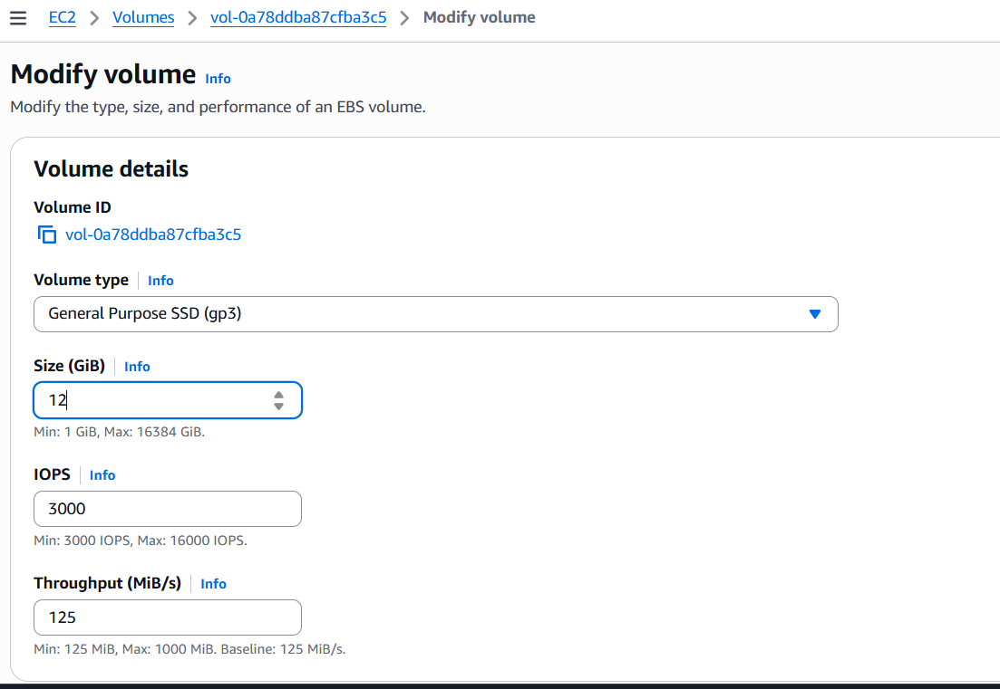 EC2 > Volumes > vol-0a78ddba87cfba3c5 > Modify volume
Modify volume Info
Modify the type, size, and performance of an EBS volume.
Volume details
Volume ID
vol-0a78ddba87cfba3c5
Volume type Info
General Purpose SSD (gp3)
Size (GiB) Info
12
Min: 1 GiB, Max: 16384 GiB.
IOPS Info
3000
Min: 3000 IOPS, Max: 16000 IOPS.
Throughput (MiB/s) Info
125
Min: 125 MiB, Max: 1000 MiB. Baseline: 125 MiB/s.